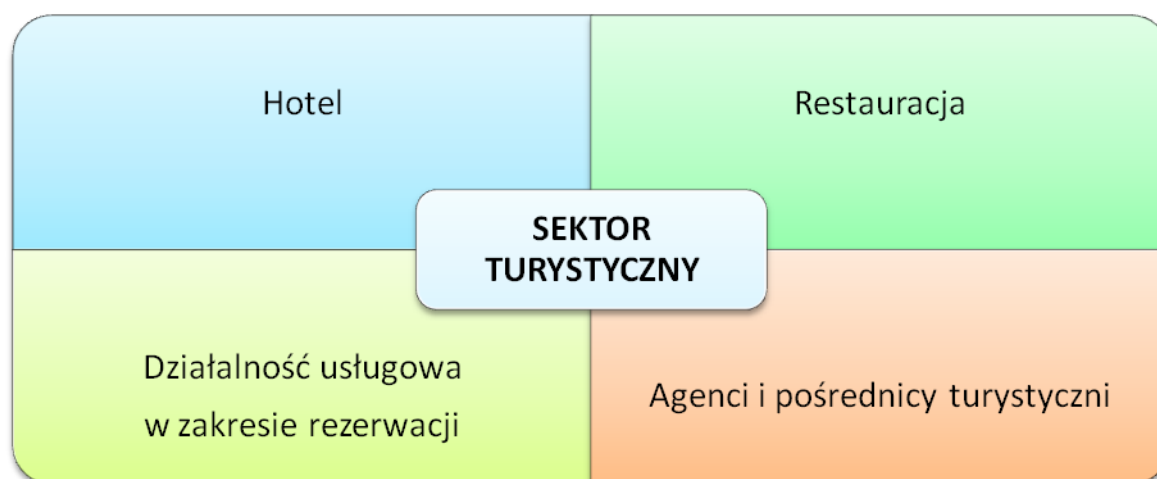 Hotel
Restauracja
SEKTOR
TURYSTYCZNY
Działalność usługowa
w zakresie rezerwacji
Agenci i pośrednicy turystyczni